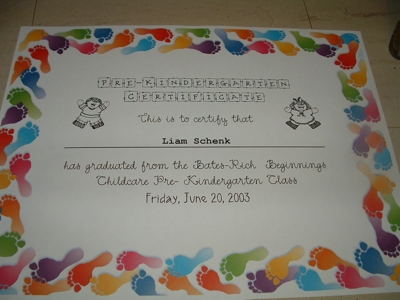 PRE-KINDERGARTEN
CERTIFICATE
This is to certify that
Liam Schenk
has graduated from the Bates-Rich Beginnings
Childcare Pre- Kindergarten Class
Friday, June 20, 2003